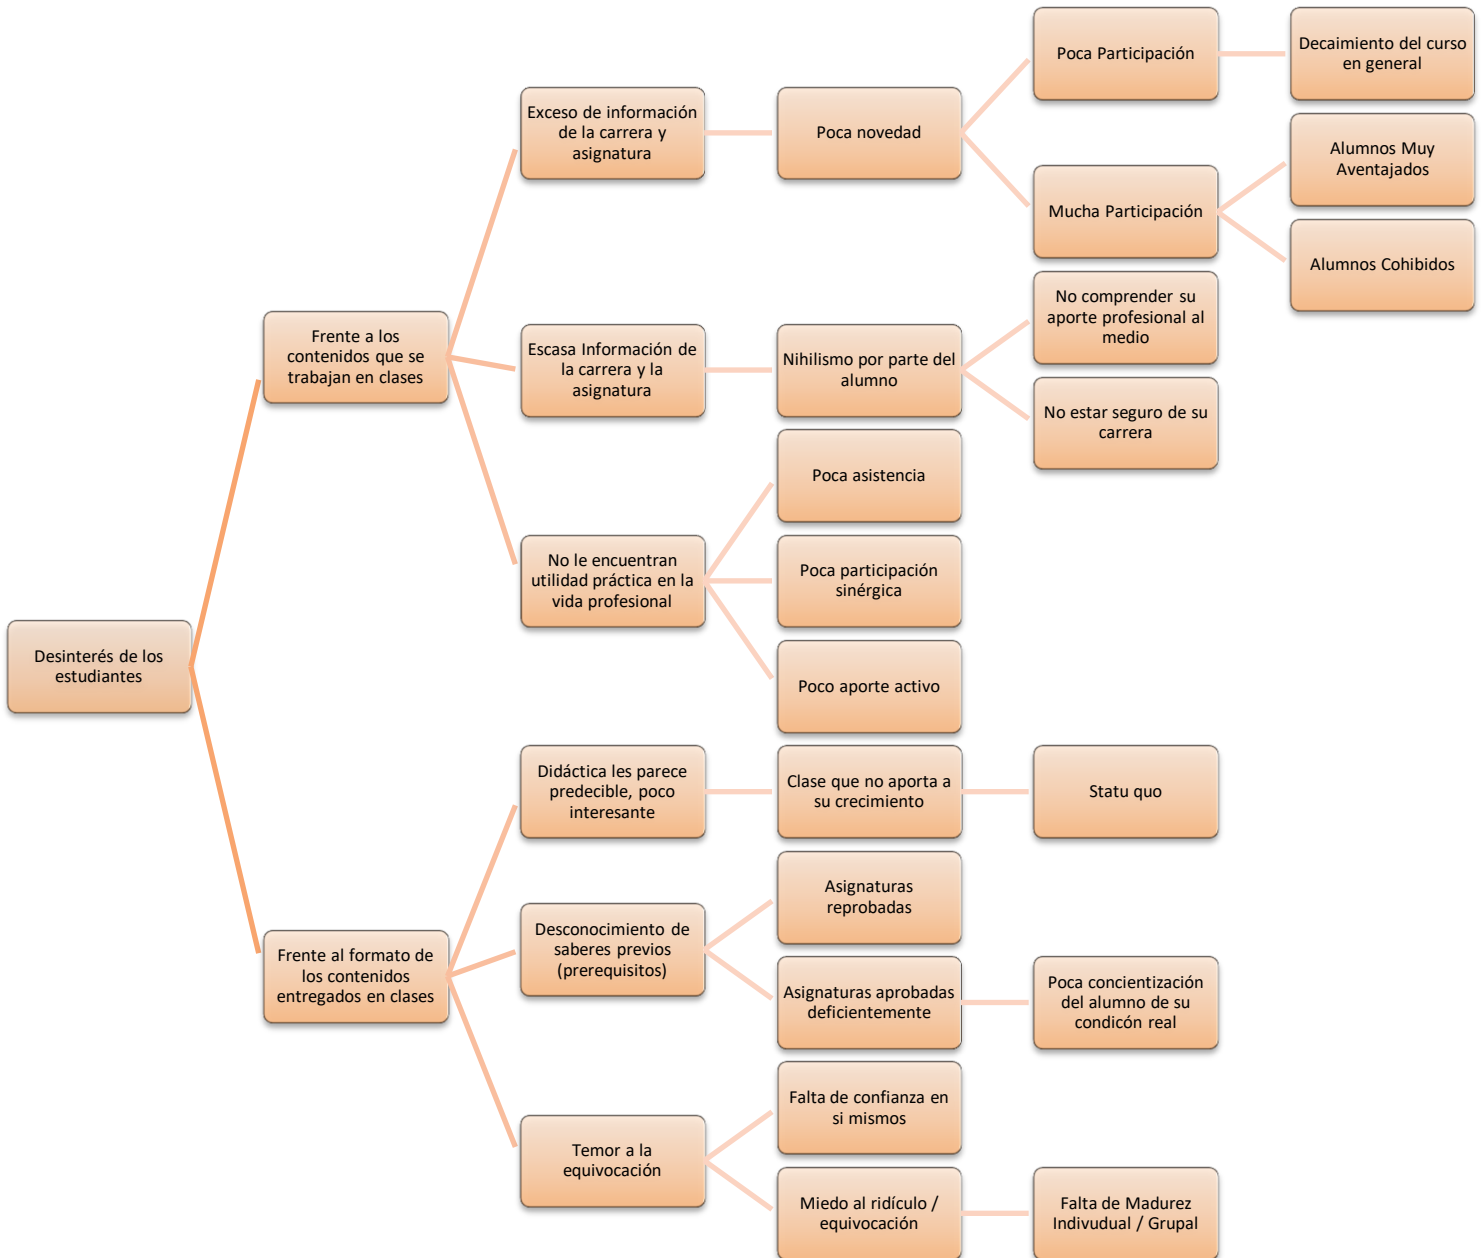 Desinterés de los
estudiantes
Frente a los
contenidos que se
trabajan en clases
Exceso de información
de la carrera y
asignatura
Poca novedad
Poca Participación
Decaimiento del curso
en general
Mucha Participación
Alumnos Muy
Aventajados
Alumnos Cohibidos
Escasa Información de
la carrera y la
asignatura
Nihilismo por parte del
alumno
No comprender su
aporte profesional al
medio
No estar seguro de su
carrera
No le encuentran
utilidad práctica en la
vida profesional
Poca asistencia
Poca participación
sinérgica
Poco aporte activo
Frente al formato de
los contenidos
entregados en clases
Didáctica les parece
predecible, poco
interesante
Clase que no aporta a
su crecimiento
Statu quo
Desconocimiento de
saberes previos
(prerequisitos)
Asignaturas
reprobadas
Asignaturas aprobadas
deficientemente
Poca concientización
del alumno de su
condicón real
Temor a la
equivocación
Falta de confianza en
si mismos
Miedo al ridículo /
equivocación
Falta de Madurez
Indivudual / Grupal